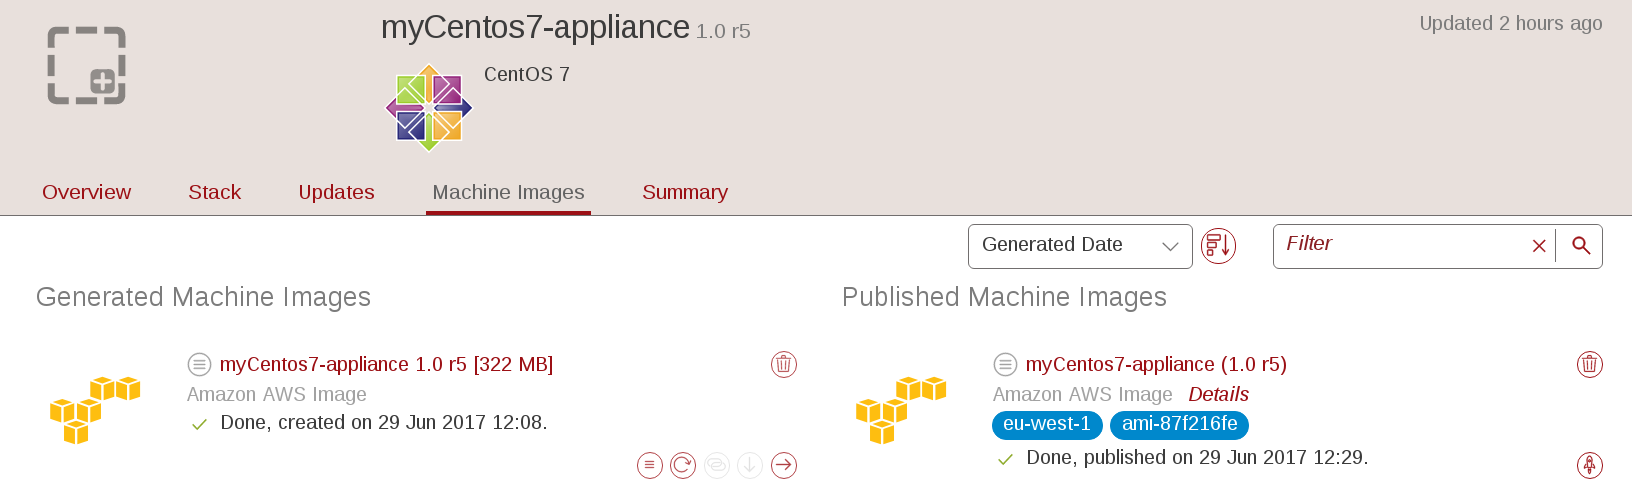 myCentos7-appliance 1.0 r5
Updated 2 hours ago
CentOS 7
Overview Stack Updates Machine Images Summary
Generated Date
Filter
Generated Machine Images
myCentos7-appliance 1.0 r5 [322 MB]
Amazon AWS Image
Done, created on 29 Jun 2017 12:08.
Published Machine Images
myCentos7-appliance (1.0 r5)
Amazon AWS Image Details
eu-west-1 ami-87f216fe
Done, published on 29 Jun 2017 12:29.